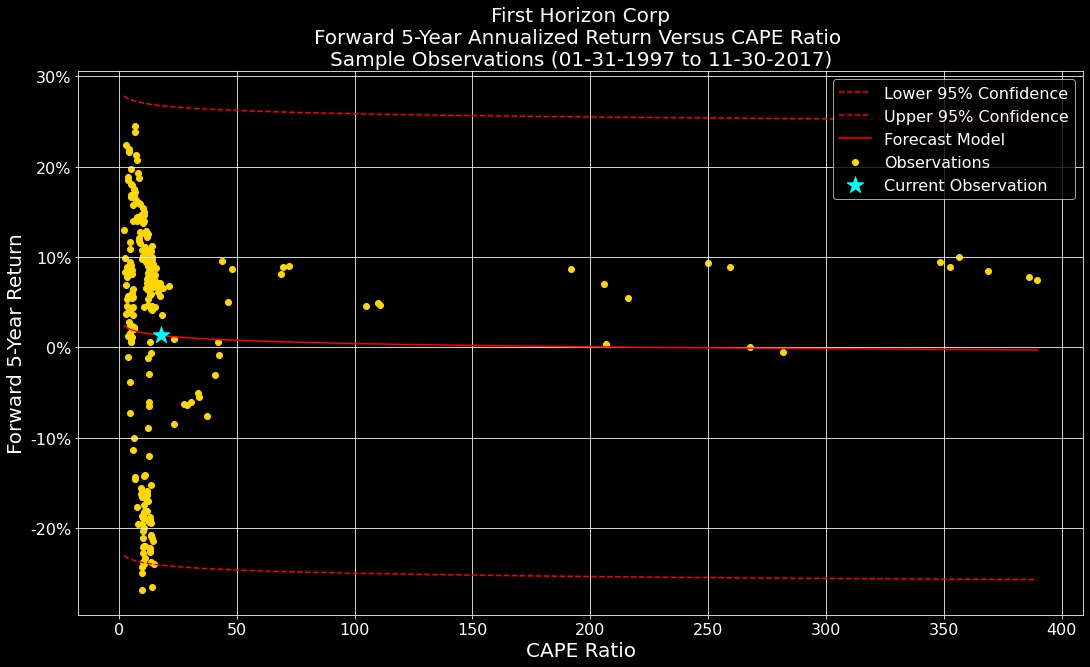 First Horizon Corp
Forward 5-Year Annualized Return Versus CAPE Ratio
Sample Observations (01-31-1997 to 11-30-2017)
30%
20%
10%
0%
-10%
-20%
Forward 5-Year Return
Lower 95% Confidence
Upper 95% Confidence
Forecast Model
Observations
Current Observation
0 50 100 150 200 250 300 350 400
CAPE Ratio